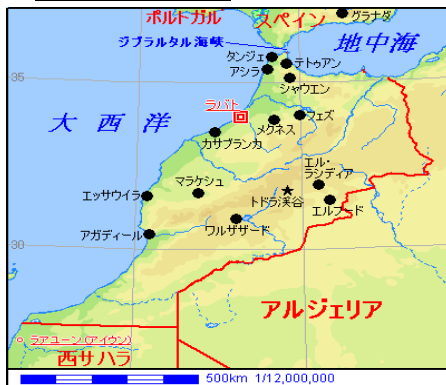 ポルトガル
スペイン
グラナダ
ジブラルタル海峡
地中海
タンジェ
テトゥアン
アシラ
35
シャウエン
大西洋
ラバト
フェズ
メクネス
カサブランカ
エル・
ラシディア
マラケシュ
エッサウイラ
トドラ渓谷
エルフード
ワルザザード
アガディール
30
アルジェリア
ラアユーン(アイウン)
西サハラ
500km 1/12,000,000